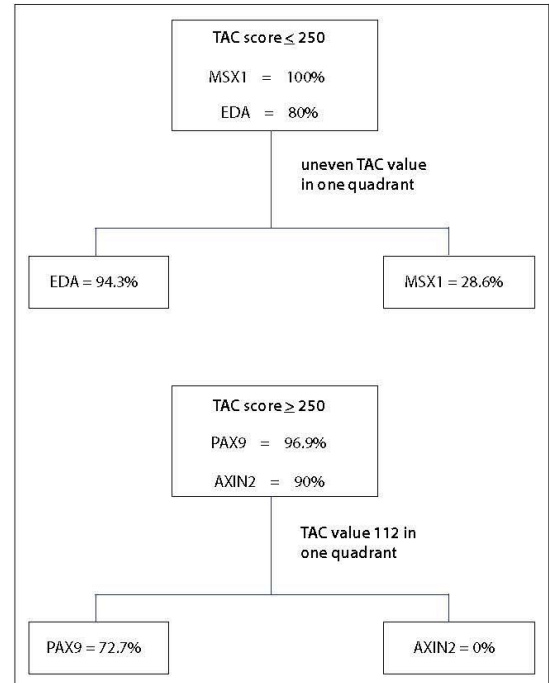 TAC score ≤ 250
MSX1 = 100%
EDA = 80%
uneven TAC value
in one quadrant
EDA = 94.3%
MSX1 = 28.6%
TAC score ≥ 250
PAX9 = 96.9%
AXIN2 = 90%
TAC value 112 in
one quadrant
PAX9 = 72.7%
AXIN2 = 0%